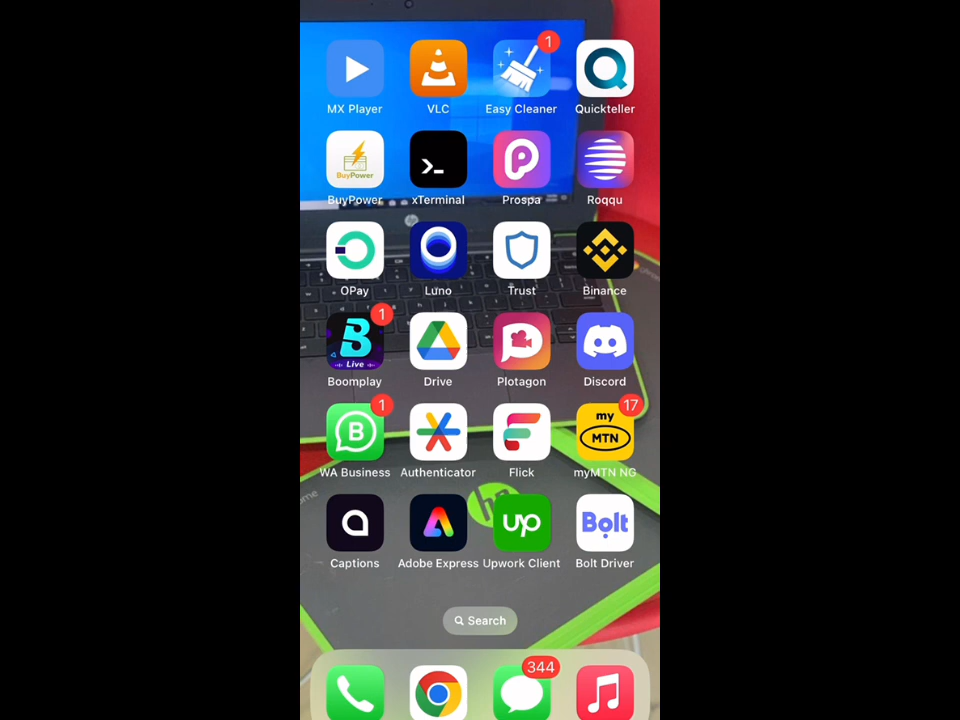 1
MX Player VLC Easy Cleaner Quickteller
BuyPower
BuyPower xTerminal Prospa Roqqu
OPay Luno Trust Binance
1
B
Live
Boomplay Drive Plotagon Discord
1 17
B my
MTN
WA Business Authenticator Flick myMTN NG
up Bolt
Captions Adobe Express Upwork Client Bolt Driver
Search
344